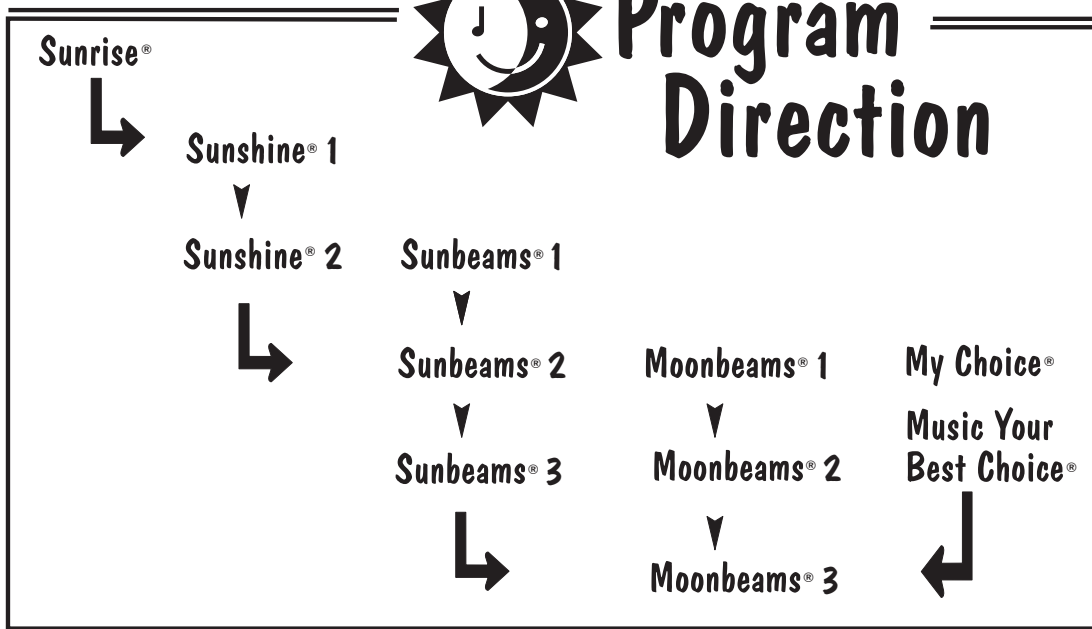 Program
Direction
Sunrise®
Sunshine® 1
Sunshine® 2
Sunbeams® 1
Sunbeams® 2
Sunbeams® 3
Moonbeams® 1
Moonbeams® 2
Moonbeams® 3
My Choice®
Music Your
Best Choice®